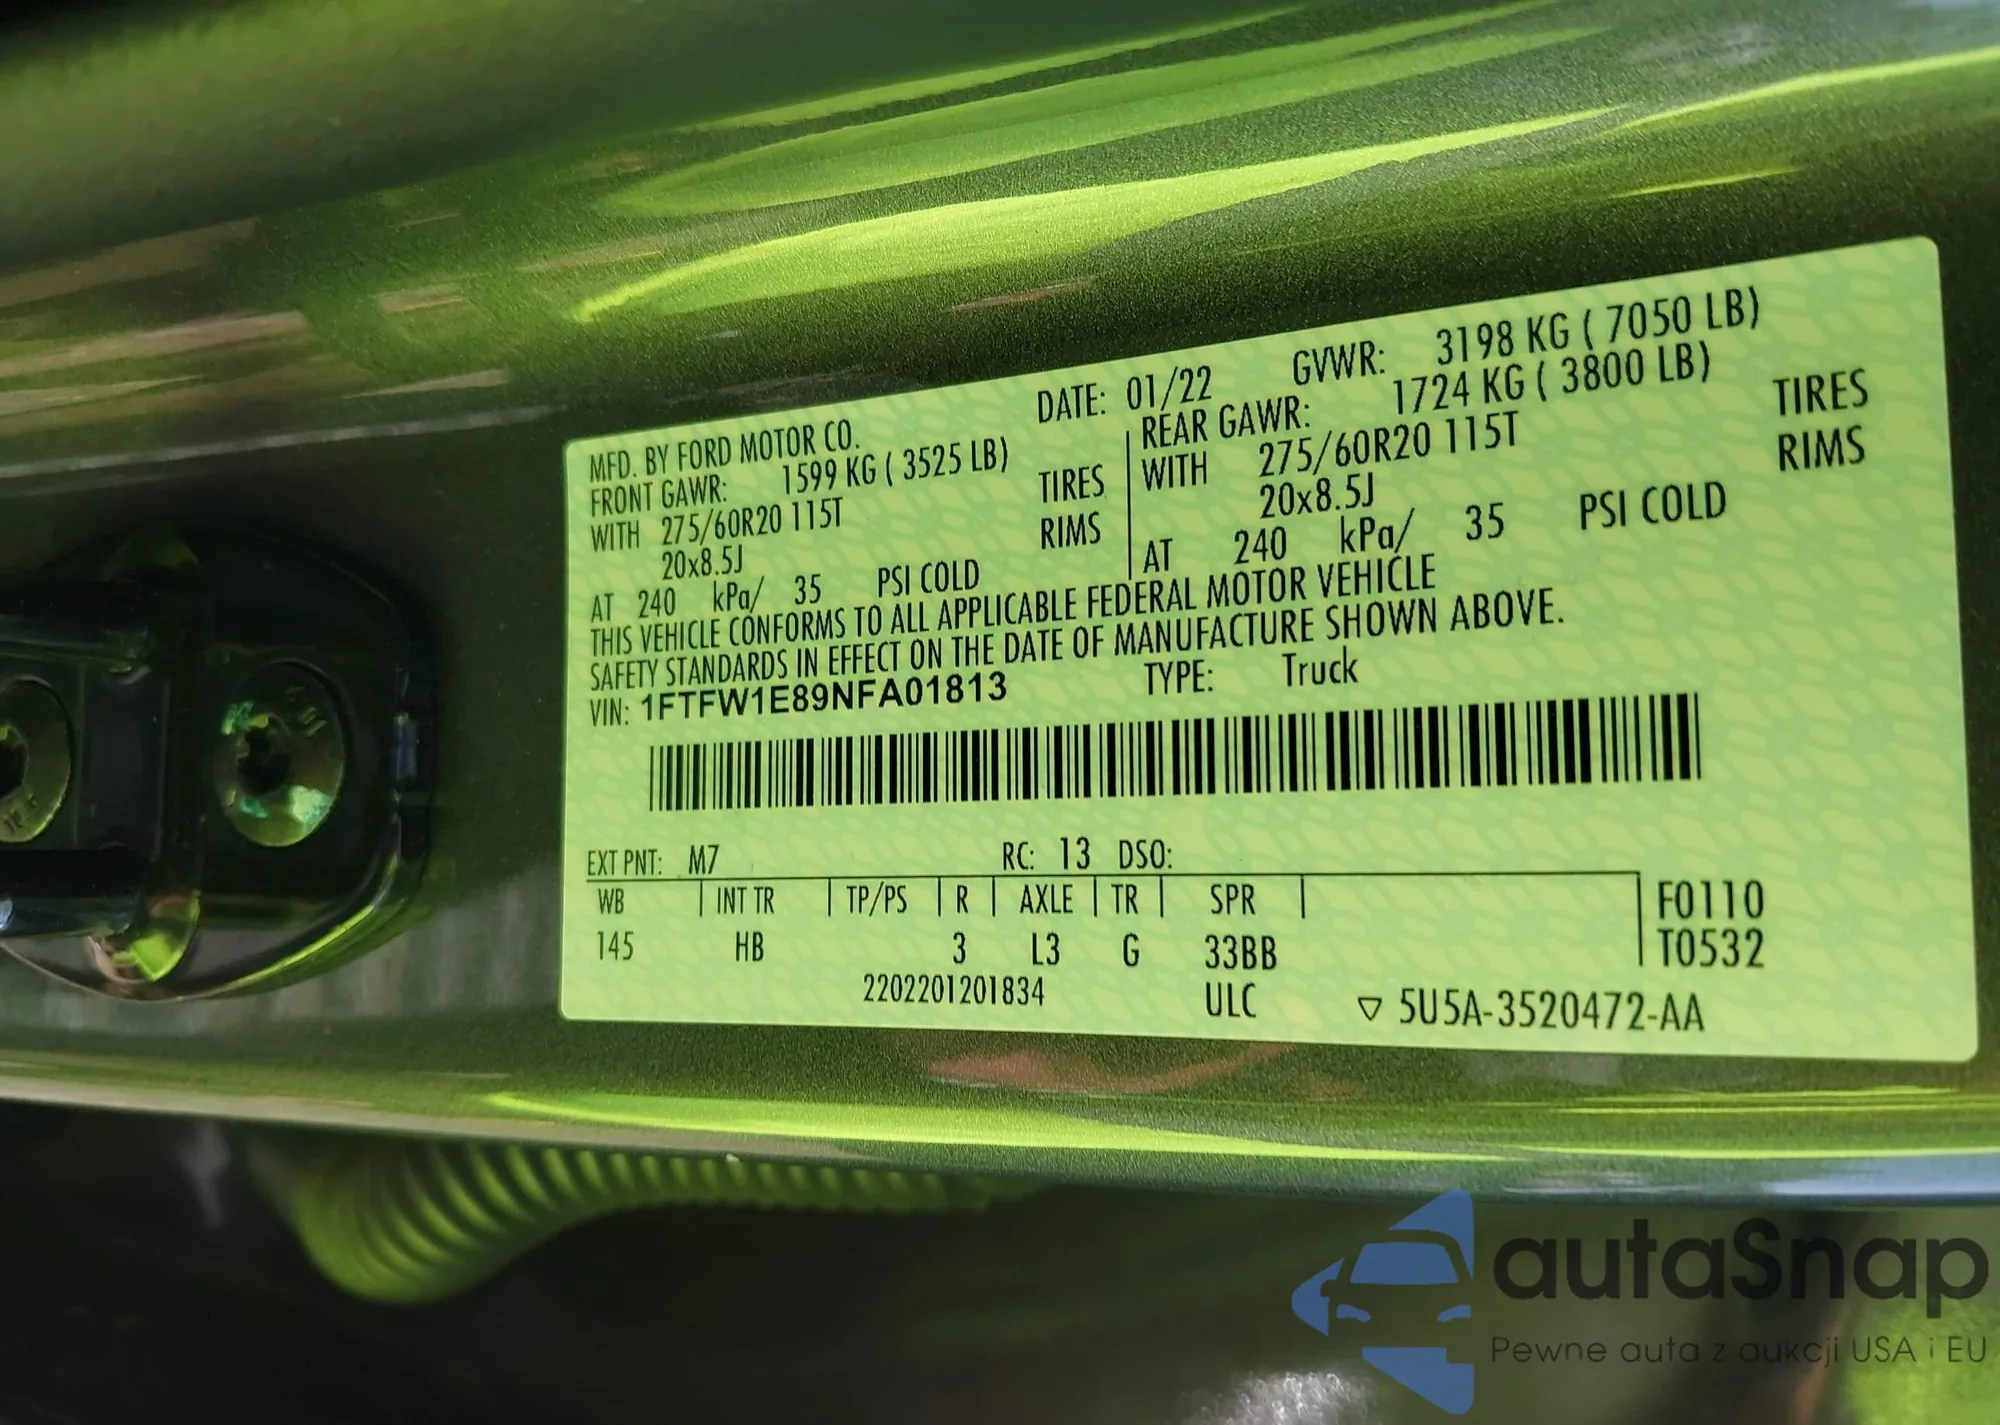 MFD. BY FORD MOTOR CO. DATE: 01/22 GVWR: 3198 KG ( 7050 LB)
FRONT GAWR: 1599 KG ( 3525 LB) REAR GAWR: 1724 KG ( 3800 LB)
WITH 275/60R20 115T TIRES WITH 275/60R20 115T TIRES
20x8.5J RIMS 20x8.5J RIMS
AT 240 kPa/ 35 PSI COLD AT 240 kPa/ 35 PSI COLD
THIS VEHICLE CONFORMS TO ALL APPLICABLE FEDERAL MOTOR VEHICLE
SAFETY STANDARDS IN EFFECT ON THE DATE OF MANUFACTURE SHOWN ABOVE.
VIN: 1FTFW1E89NFA01813 TYPE: Truck
EXT PNT: M7 RC: 13 DSO:
WB INT TR TP/PS R AXLE TR SPR F0110
145 HB 3 L3 G 33BB T0532
2202201201834 ULC ▽ 5U5A-3520472-AA
autaSnap
Pewne auta z aukcji USA i EU